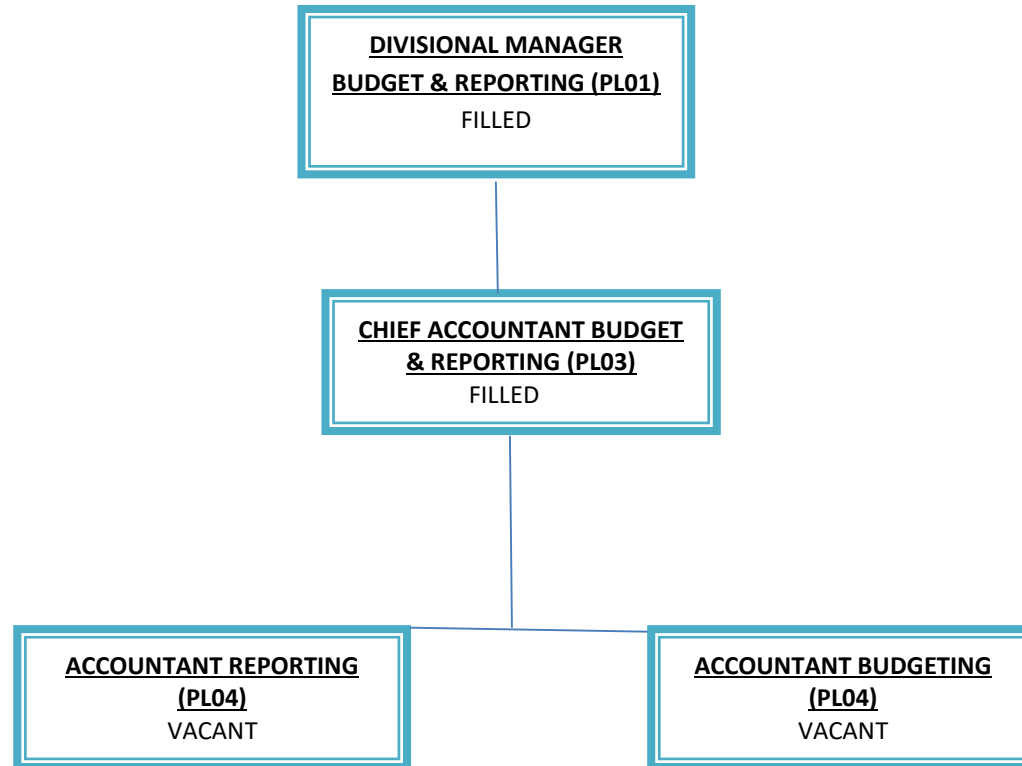 DIVISIONAL MANAGER
BUDGET & REPORTING (PL01)
FILLED
CHIEF ACCOUNTANT BUDGET
& REPORTING (PL03)
FILLED
ACCOUNTANT REPORTING
(PL04)
VACANT
ACCOUNTANT BUDGETING
(PL04)
VACANT